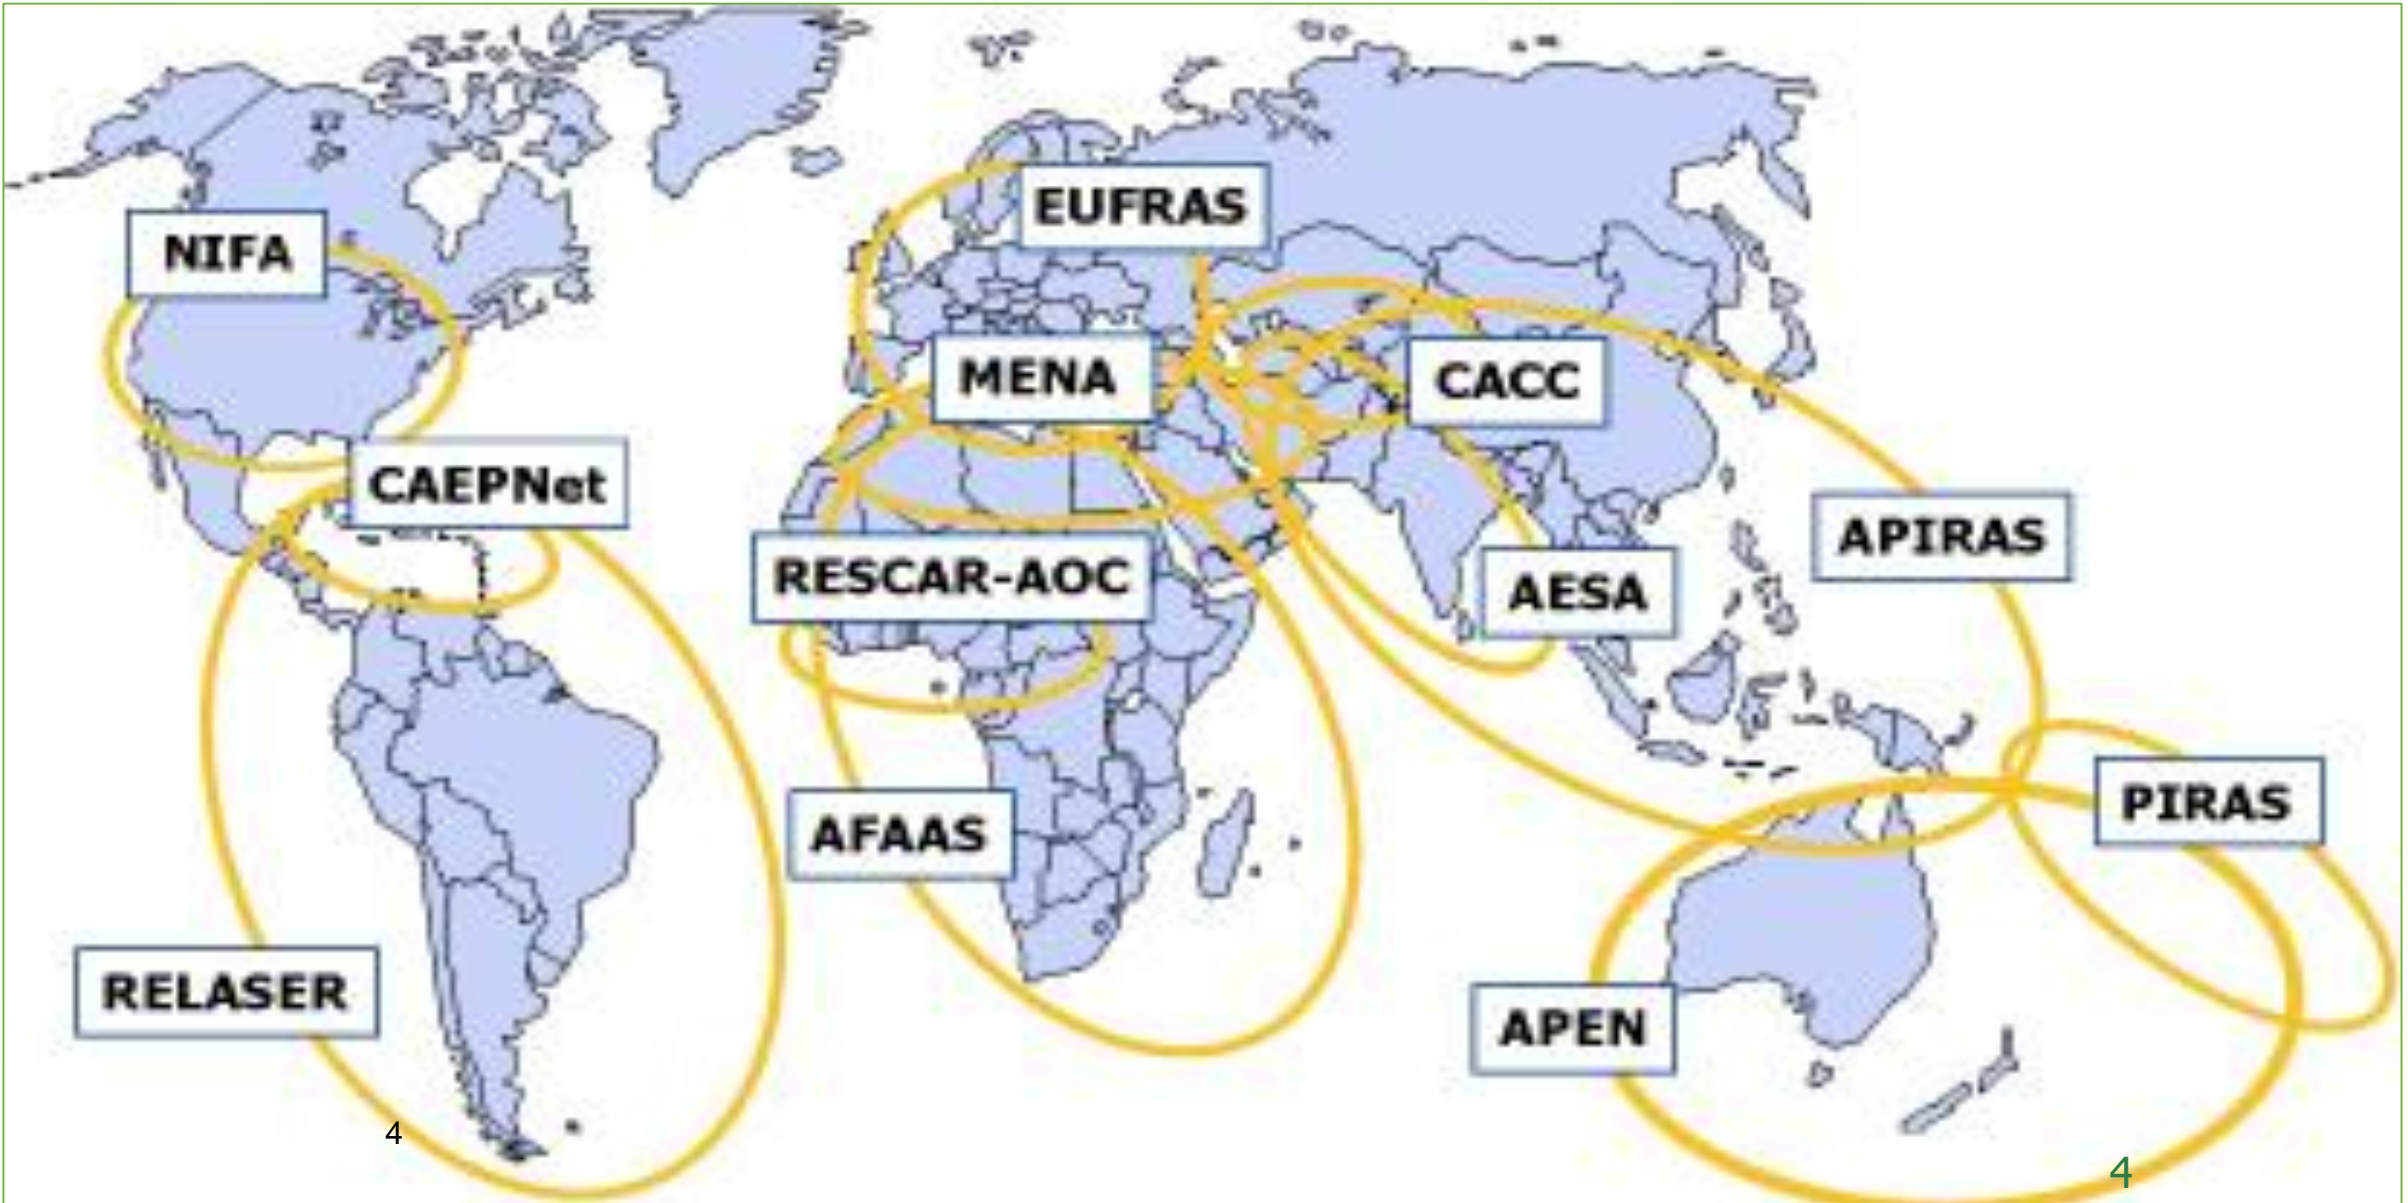 EUFRAS
NIFA
MENA
CACC
CAEPNet
APIRAS
RESCAR-AOC
AESA
PIRAS
AFAAS
RELASER
APEN
4
4